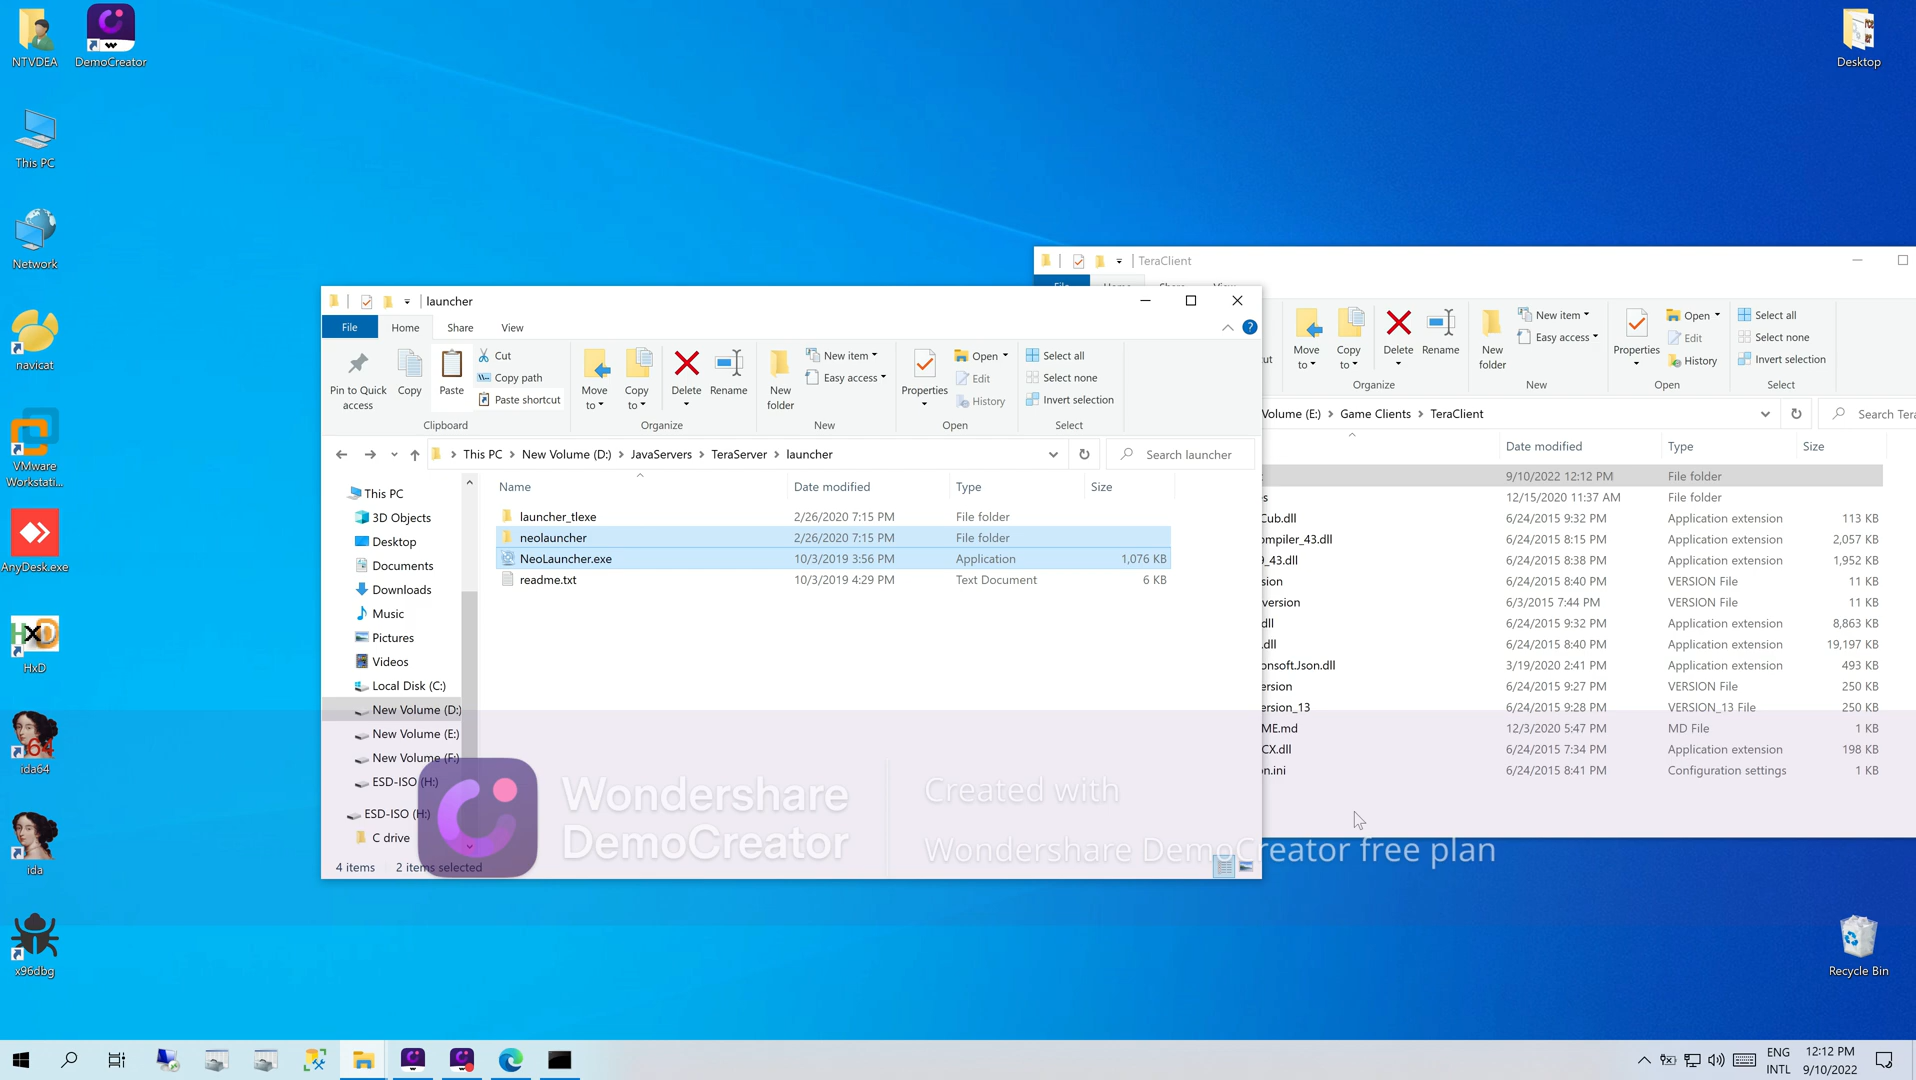 NTVDEA
DemoCreator
This PC
Network
navicat
VMware
Workstati...
AnyDesk.exe
HxD
ida64
ida
x96dbg
Desktop
Recycle Bin
TeraClient
Move
to
Copy
to
Delete
Rename
New
folder
New item
Easy access
Properties
Open
Edit
History
Select all
Select none
Invert selection
Organize
New
Open
Select
Volume (E:) Game Clients TeraClient
Date modified Type Size
9/10/2022 12:12 PM File folder
12/15/2020 11:37 AM File folder
Cub.dll 6/24/2015 9:32 PM Application extension 113 KB
ompiler_43.dll 6/24/2015 8:15 PM Application extension 2,057 KB
_43.dll 6/24/2015 8:38 PM Application extension 1,952 KB
sion 6/24/2015 8:40 PM VERSION File 11 KB
version 6/3/2015 7:44 PM VERSION File 11 KB
dll 6/24/2015 9:32 PM Application extension 8,863 KB
.dll 6/24/2015 8:40 PM Application extension 19,197 KB
onsoft.Json.dll 3/19/2020 2:41 PM Application extension 493 KB
ersion 6/24/2015 9:27 PM VERSION File 250 KB
ersion_13 6/24/2015 9:28 PM VERSION_13 File 250 KB
ME.md 12/3/2020 5:47 PM MD File 1 KB
CX.dll 6/24/2015 7:34 PM Application extension 198 KB
on.ini 6/24/2015 8:41 PM Configuration settings 1 KB
launcher
File Home Share View
Pin to Quick
access
Copy
Paste
Cut
Copy path
Paste shortcut
Move
to
Copy
to
Delete
Rename
New
folder
New item
Easy access
Properties
Open
Edit
History
Select all
Select none
Invert selection
Clipboard
Organize
New
Open
Select
This PC New Volume (D:) JavaServers TeraServer launcher
Search launcher
Name Date modified Type Size
launcher_tlexe 2/26/2020 7:15 PM File folder
neolauncher 2/26/2020 7:15 PM File folder
NeoLauncher.exe 10/3/2019 3:56 PM Application 1,076 KB
readme.txt 10/3/2019 4:29 PM Text Document 6 KB
This PC
3D Objects
Desktop
Documents
Downloads
Music
Pictures
Videos
Local Disk (C:)
New Volume (D:)
New Volume (E:)
New Volume (F:)
ESD-ISO (H:)
ESD-ISO (H:)
C drive
4 items 2 items selected
Wondershare
DemoCreator
Created with
Wondershare DemoCreator free plan
ENG
INTL
12:12 PM
9/10/2022